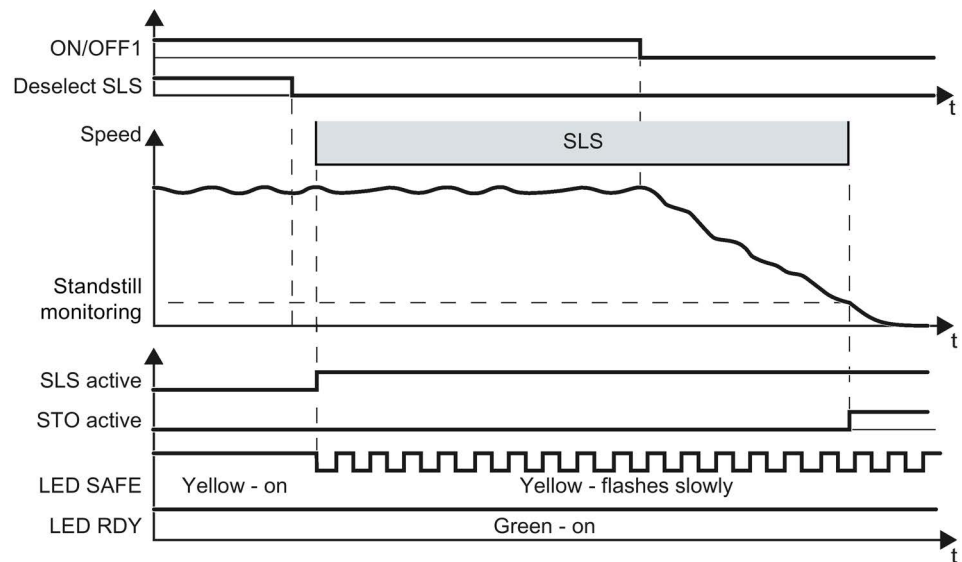 ON/OFF1
Deselect SLS
t
Speed
SLS
Standstill
monitoring
t
SLS active
STO active
LED SAFE
Yellow - on
Yellow - flashes slowly
LED RDY
Green - on
t